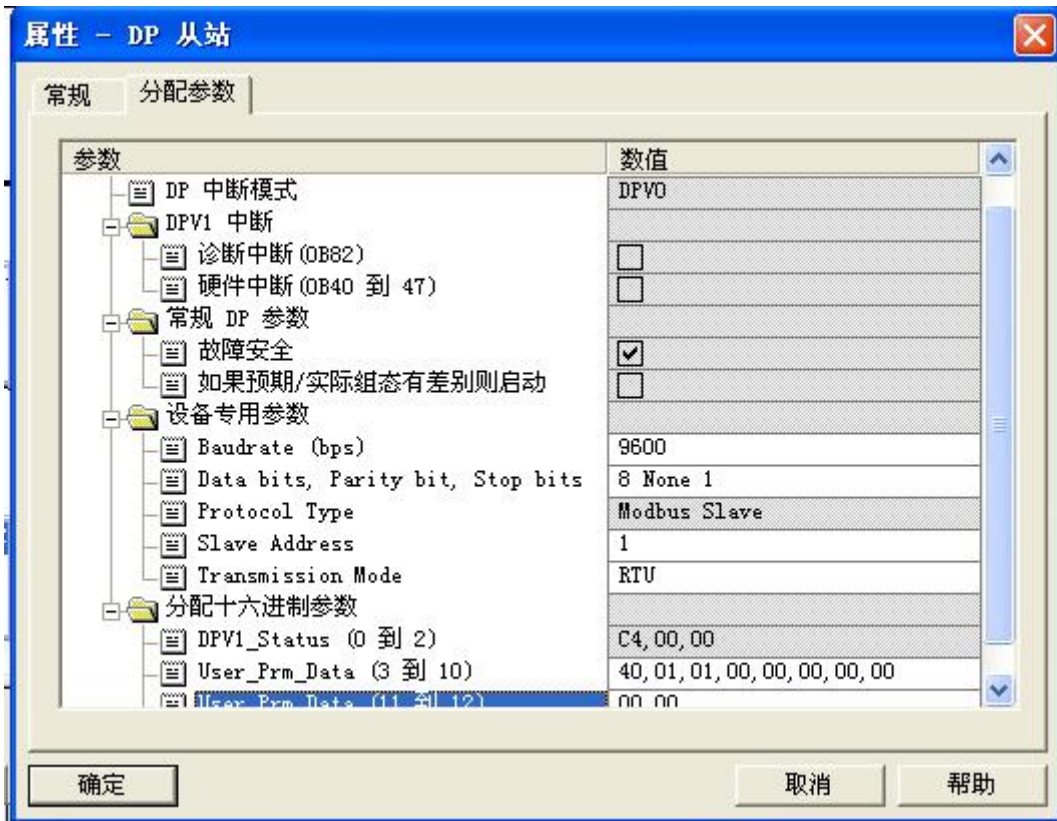 属性 - DP 从站
常规 分配参数
参数 数值
DP 中断模式 DPV0
DPV1 中断
诊断中断(OB82)
硬件中断(OB40 到 47)
常规 DP 参数
故障安全
如果预期/实际组态有差别则启动
设备专用参数
Baudrate (bps) 9600
Data bits, Parity bit, Stop bits 8 None 1
Protocol Type Modbus Slave
Slave Address 1
Transmission Mode RTU
分配十六进制参数
DPV1_Status (0 到 2) C4,00,00
User_Prm_Data (3 到 10) 40,01,01,00,00,00,00,00
User_Prm_Data (11 到 12) 00,00
确定 取消 帮助